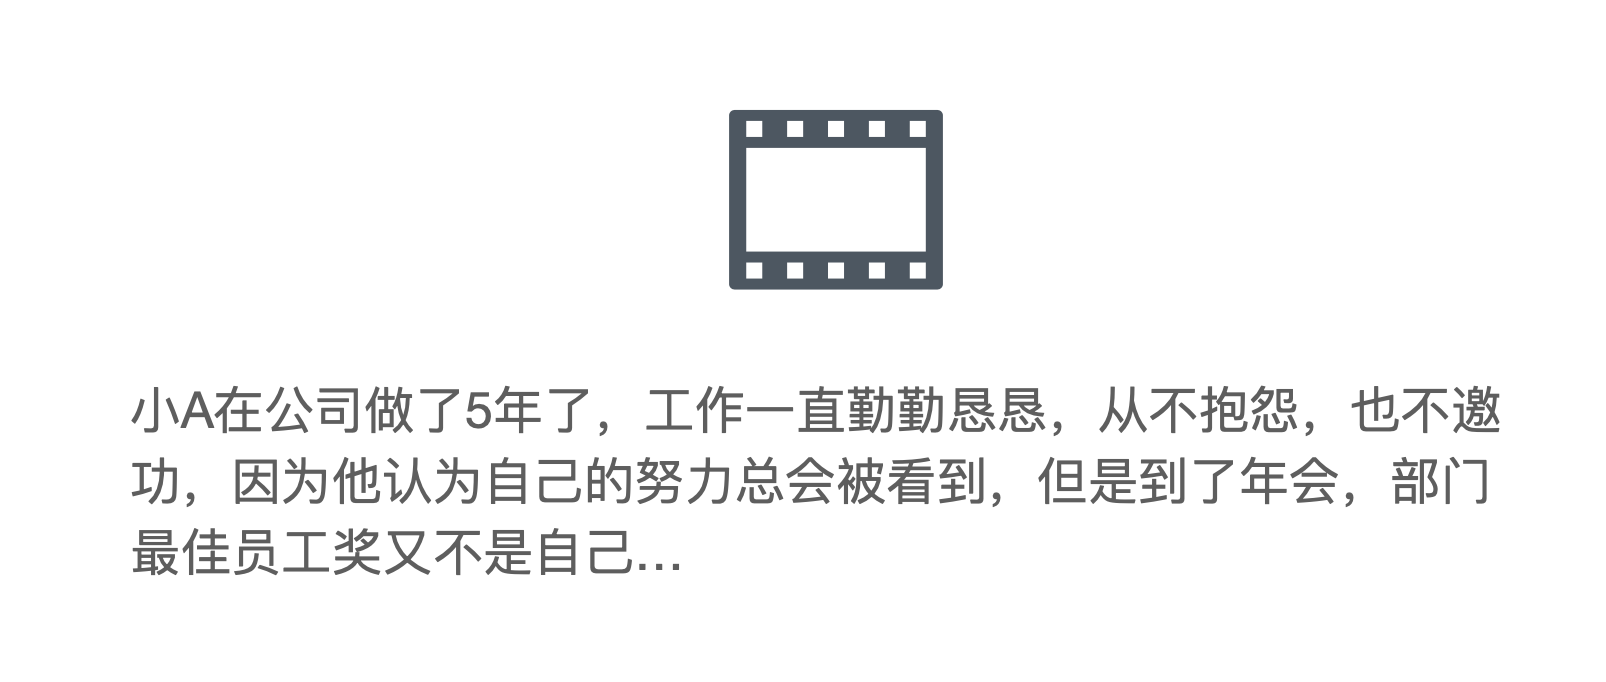 小A在公司做了5年了，工作一直勤勤恳恳，从不抱怨，也不邀
功，因为他认为自己的努力总会被看到，但是到了年会，部门
最佳员工奖又不是自己...